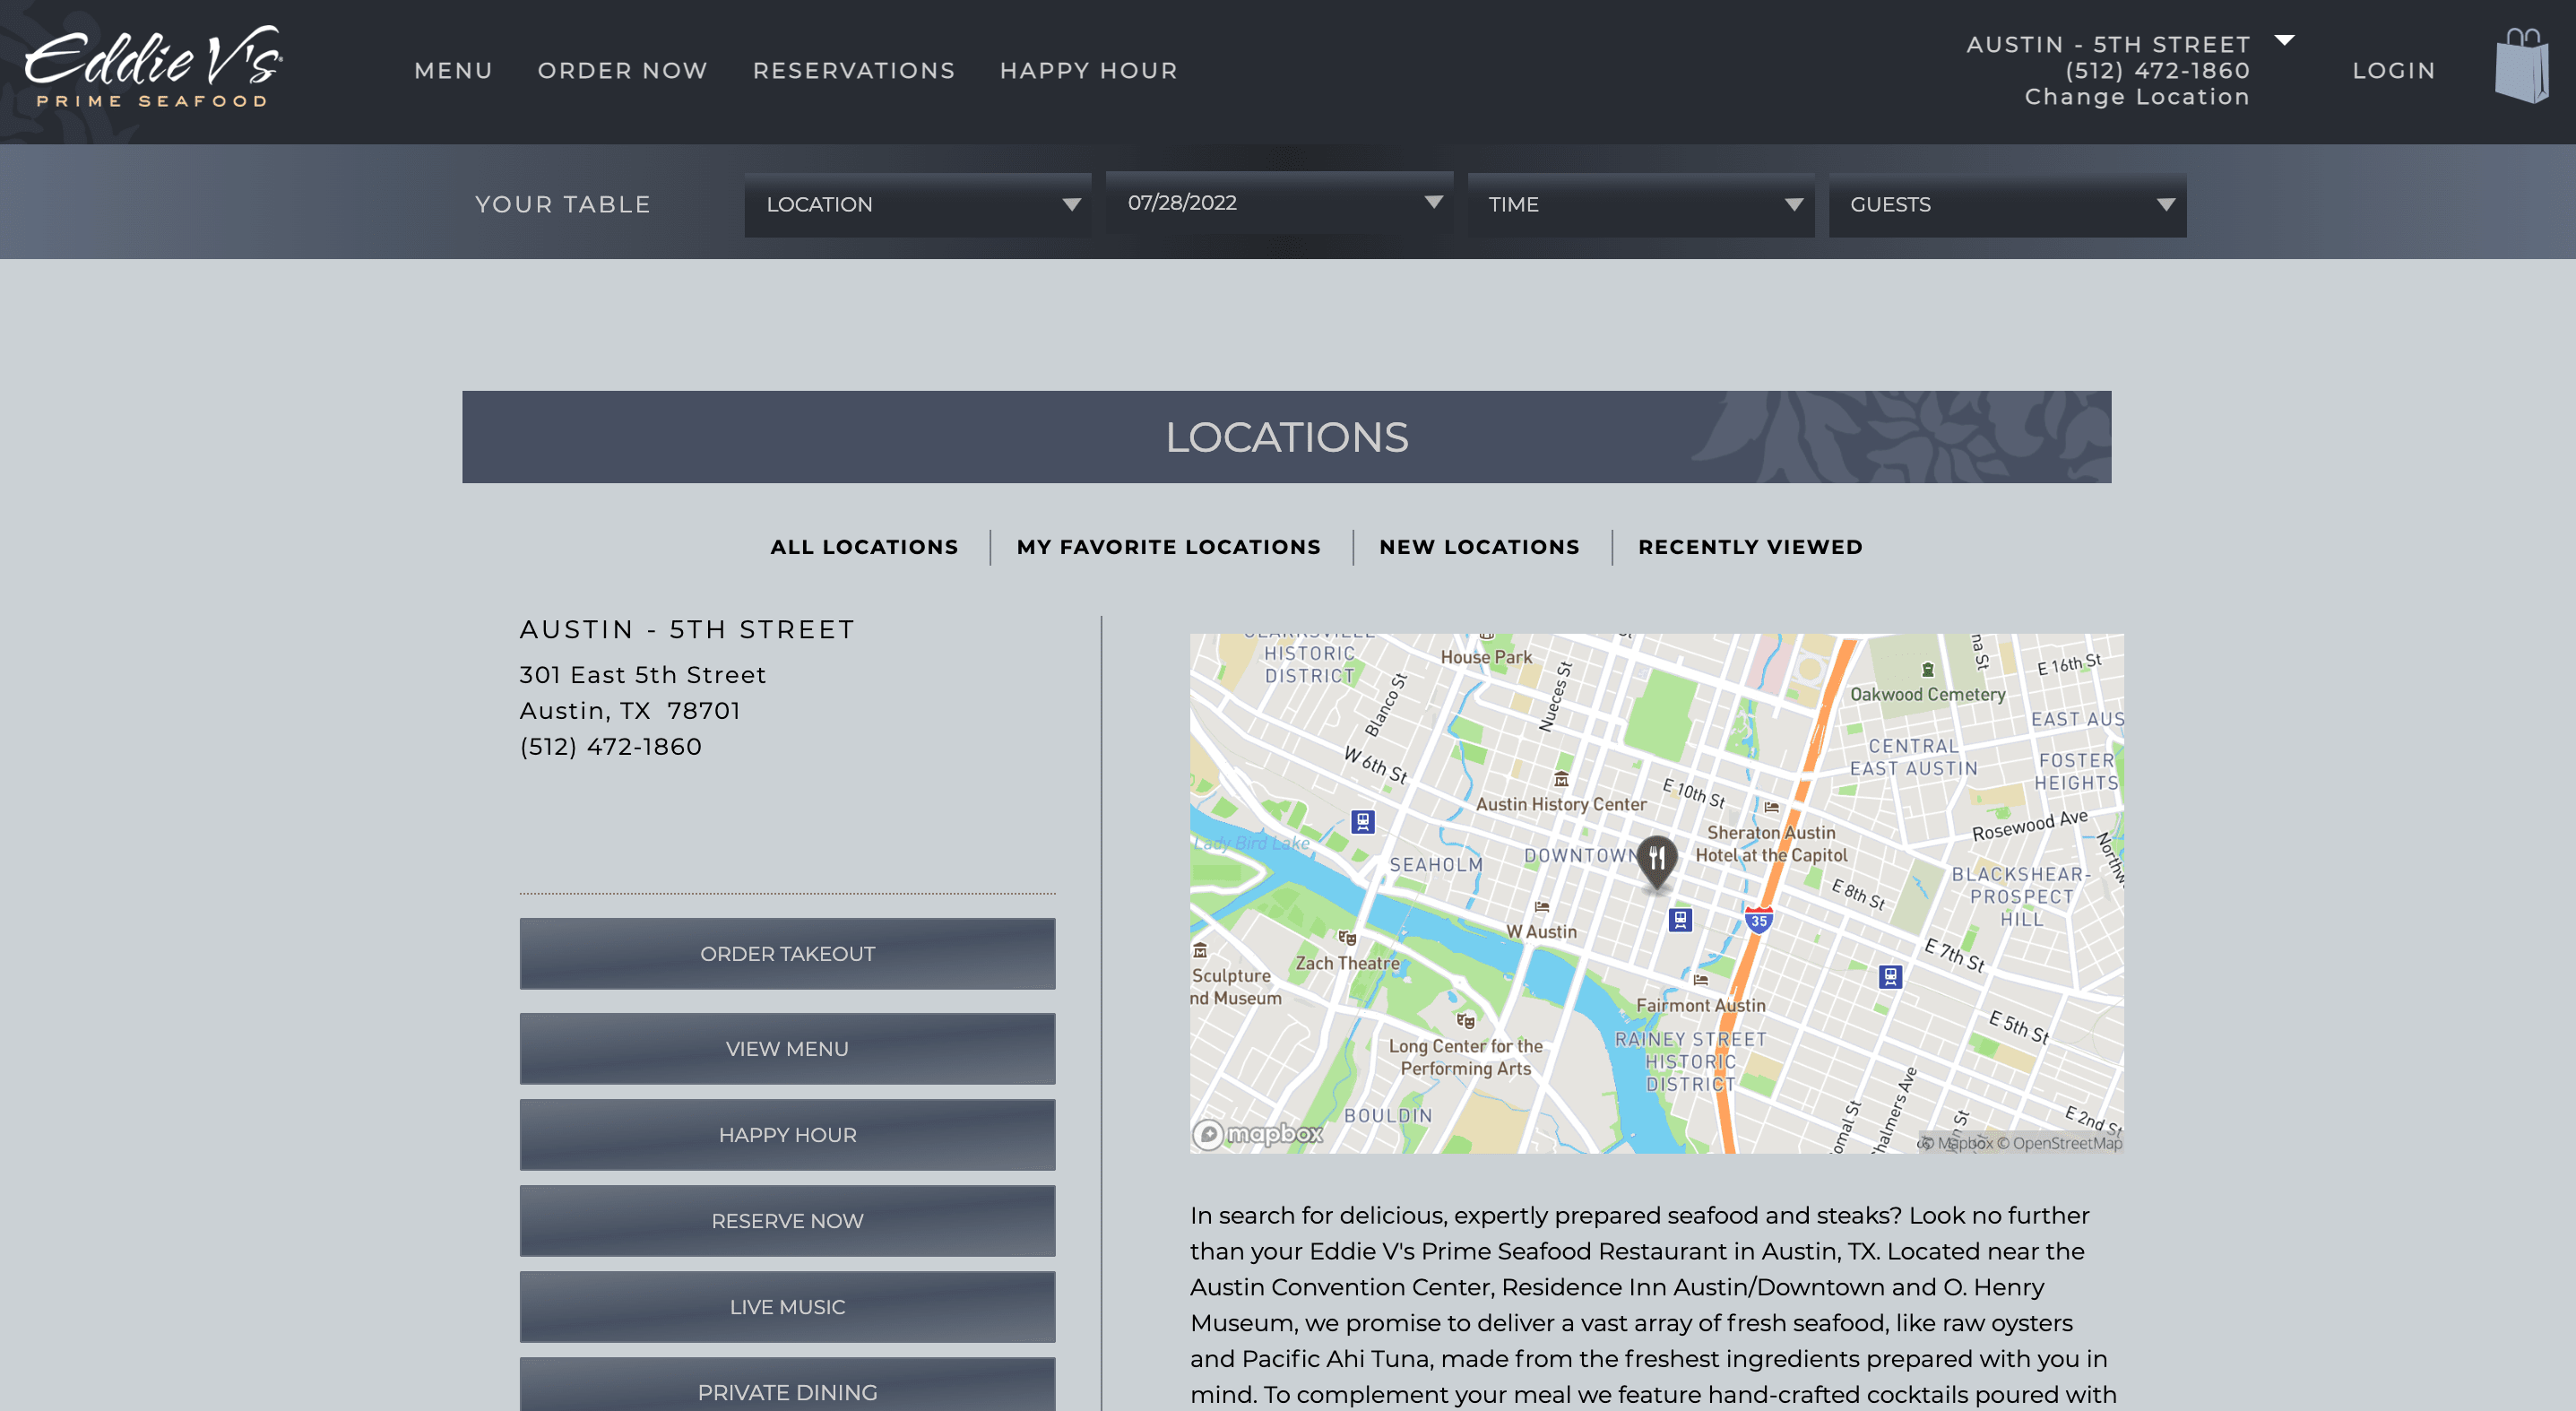 Eddie V's
PRIME SEAFOOD
MENU
ORDER NOW
RESERVATIONS
HAPPY HOUR
AUSTIN - 5TH STREET
(512) 472-1860
Change Location
LOGIN
YOUR TABLE
LOCATION
07/28/2022
TIME
GUESTS
LOCATIONS
ALL LOCATIONS
MY FAVORITE LOCATIONS
NEW LOCATIONS
RECENTLY VIEWED
AUSTIN - 5TH STREET
301 East 5th Street
Austin, TX 78701
(512) 472-1860
ORDER TAKEOUT
VIEW MENU
HAPPY HOUR
RESERVE NOW
LIVE MUSIC
PRIVATE DINING
CLARKSVILLE
HISTORIC
DISTRICT
House Park
Blanco St
Nueces St
W 6th St
Oakwood Cemetery
na St
E 16th St
EAST AUS
CENTRAL
EAST AUSTIN
FOSTER
HEIGHTS
Austin History Center
E 10th St
Sheraton Austin
Hotel at the Capitol
Rosewood Ave
Northw
Lady Bird Lake
SEAHOLM
DOWNTOWN
E 8th St
BLACKSHEAR-
PROSPECT
HILL
35
W Austin
E 7th St
Zach Theatre
Sculpture
nd Museum
Fairmont Austin
E 5th St
RAINEY STREET
HISTORIC
DISTRICT
Long Center for the
Performing Arts
BOULDIN
omal St
halmers Ave
E 2nd St
mapbox
© Mapbox © OpenStreetMap
In search for delicious, expertly prepared seafood and steaks? Look no further
than your Eddie V's Prime Seafood Restaurant in Austin, TX. Located near the
Austin Convention Center, Residence Inn Austin/Downtown and O. Henry
Museum, we promise to deliver a vast array of fresh seafood, like raw oysters
and Pacific Ahi Tuna, made from the freshest ingredients prepared with you in
mind. To complement your meal we feature hand-crafted cocktails poured with